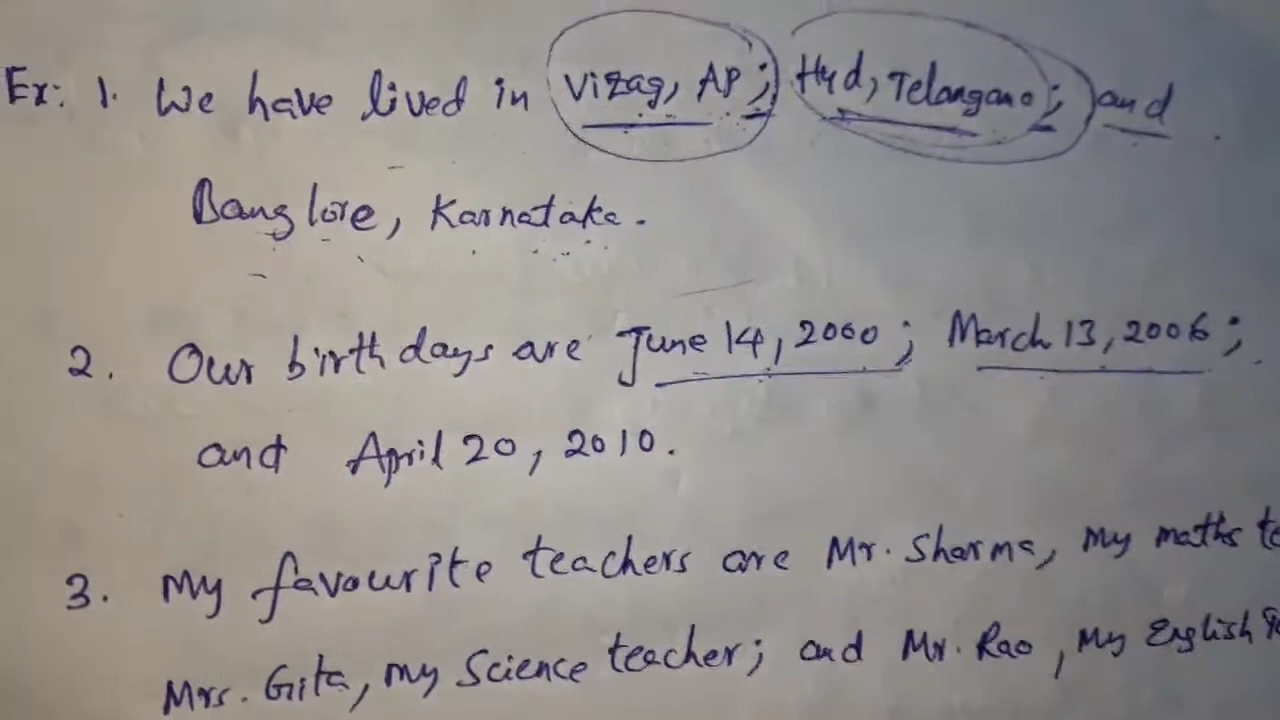 Ex: 1. We have lived in Vizag, AP; Hyd, Telangana; and
Banglore, Karnataka.
2. Our birthdays are June 14, 2000; March 13, 2006;
and April 20, 2010.
3. My favourite teachers are Mr. Sharma, my maths
Mrs. Gita, my Science teacher; and Mr. Rao, my English